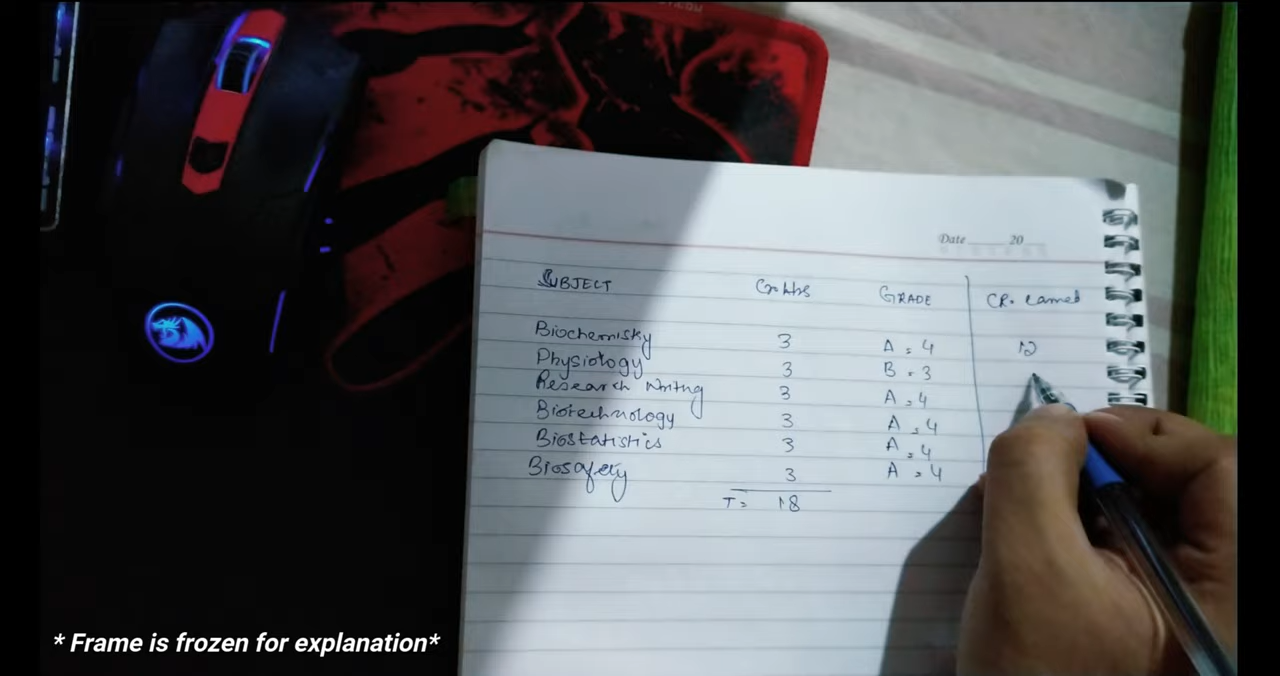 Date 20
SUBJECT Cr. Hrs GRADE CR. earned
Biochemistry 3 A = 4 12
Physiology 3 B = 3
Research Writing 3 A = 4
Biotechnology 3 A = 4
Biostatistics 3 A = 4
Biosafety 3 A = 4
T = 18
* Frame is frozen for explanation*